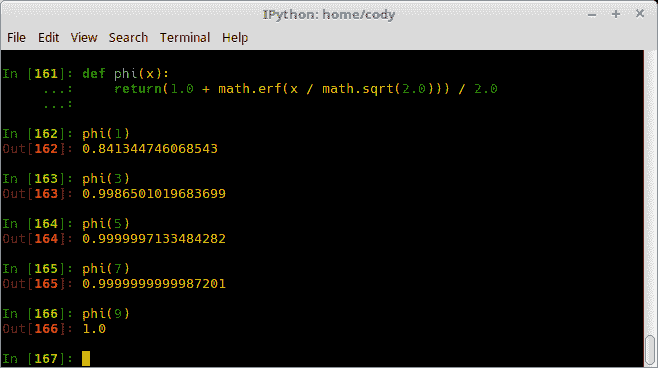 IPython: home/cody
File Edit View Search Terminal Help
In [161]: def phi(x):
...: return(1.0 + math.erf(x / math.sqrt(2.0))) / 2.0
...:
In [162]: phi(1)
Out[162]: 0.841344746068543
In [163]: phi(3)
Out[163]: 0.9986501019683699
In [164]: phi(5)
Out[164]: 0.9999997133484282
In [165]: phi(7)
Out[165]: 0.9999999999987201
In [166]: phi(9)
Out[166]: 1.0
In [167]: